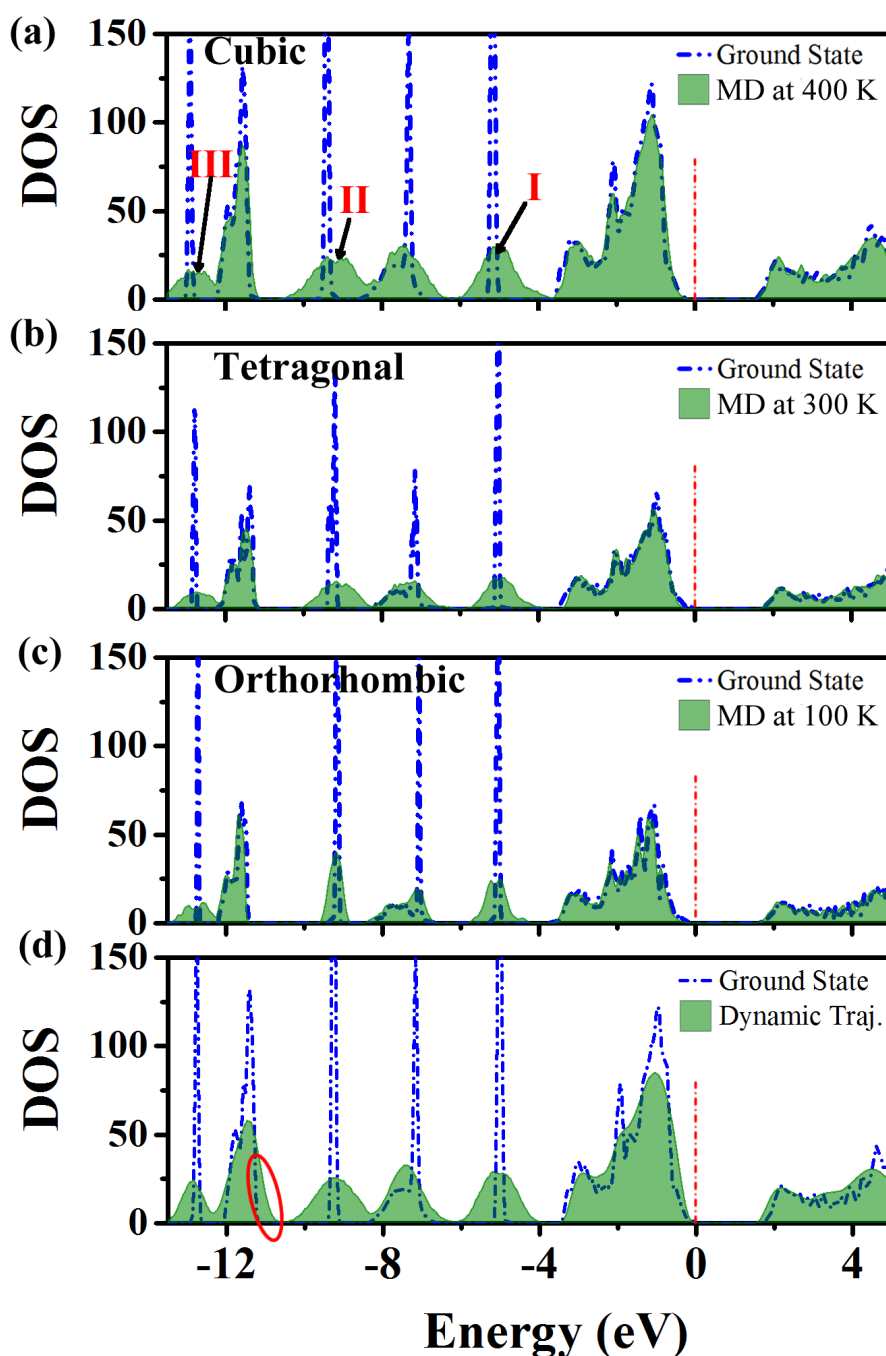 (a)
150
Cubic
Ground State
MD at 400 K
100
DOS
III
II
I
50
0
(b)
150
Tetragonal
Ground State
MD at 300 K
100
DOS
50
0
(c)
150
Orthorhombic
Ground State
MD at 100 K
100
DOS
50
0
(d)
150
Ground State
Dynamic Traj.
100
DOS
50
0
-12 -8 -4 0 4
Energy (eV)